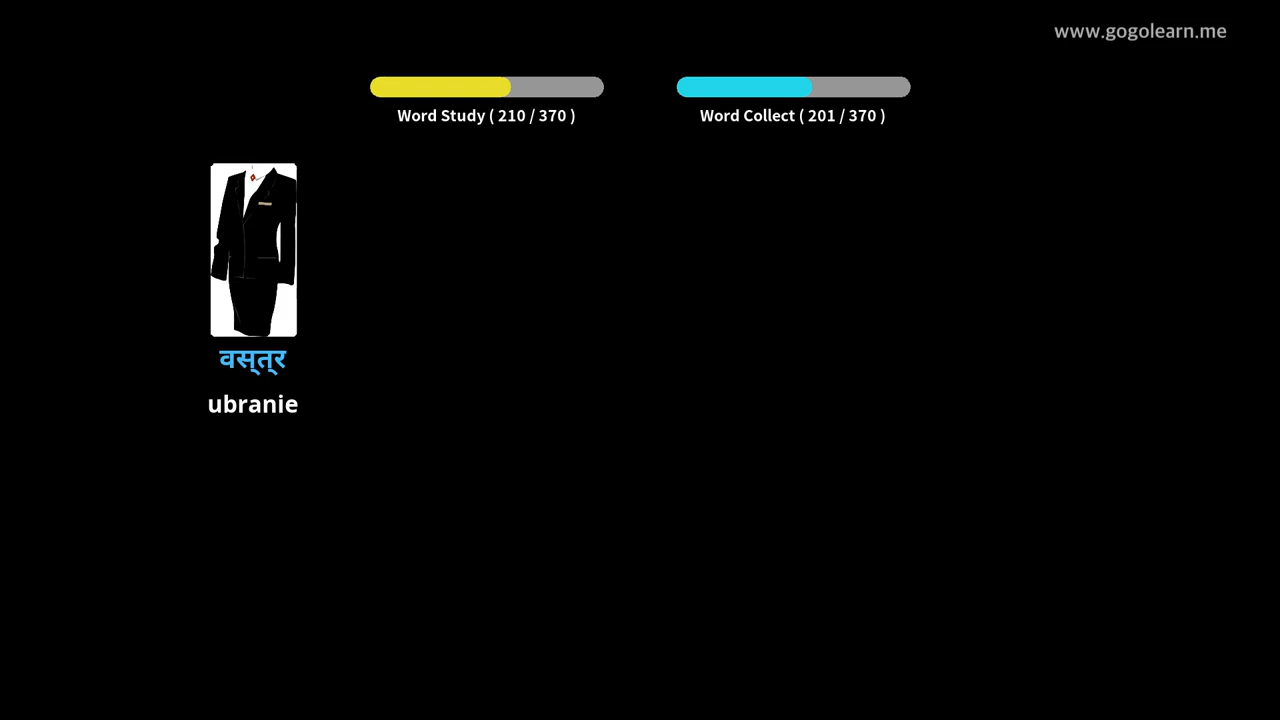 www.gogolearn.me
Word Study ( 210 / 370 )
Word Collect ( 201 / 370 )
वस्त्र
ubranie